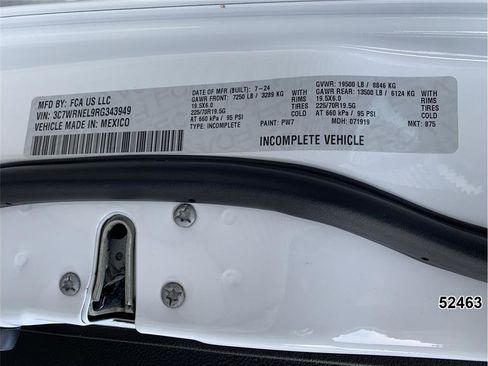 MFD BY: FCA US LLC
3C7WRNEL9RG343949
VEHICLE MADE IN: MEXICO
DATE OF MFR (BUILT): 7-24
GAWR FRONT: 7250 LB / 3289 KG
19.5X6.0 RIMS
225/70R19.5G TIRES
AT 660 kPa / 95 PSI COLD
TYPE: INCOMPLETE
GVWR: 19500 LB / 8846 KG
GAWR REAR: 13500 LB / 6124 KG
19.5X6.0 RIMS
225/70R19.5G TIRES
AT 660 kPa / 95 PSI COLD
PAINT: PW7 MDH: 071919 MKT: 875
INCOMPLETE VEHICLE
52463